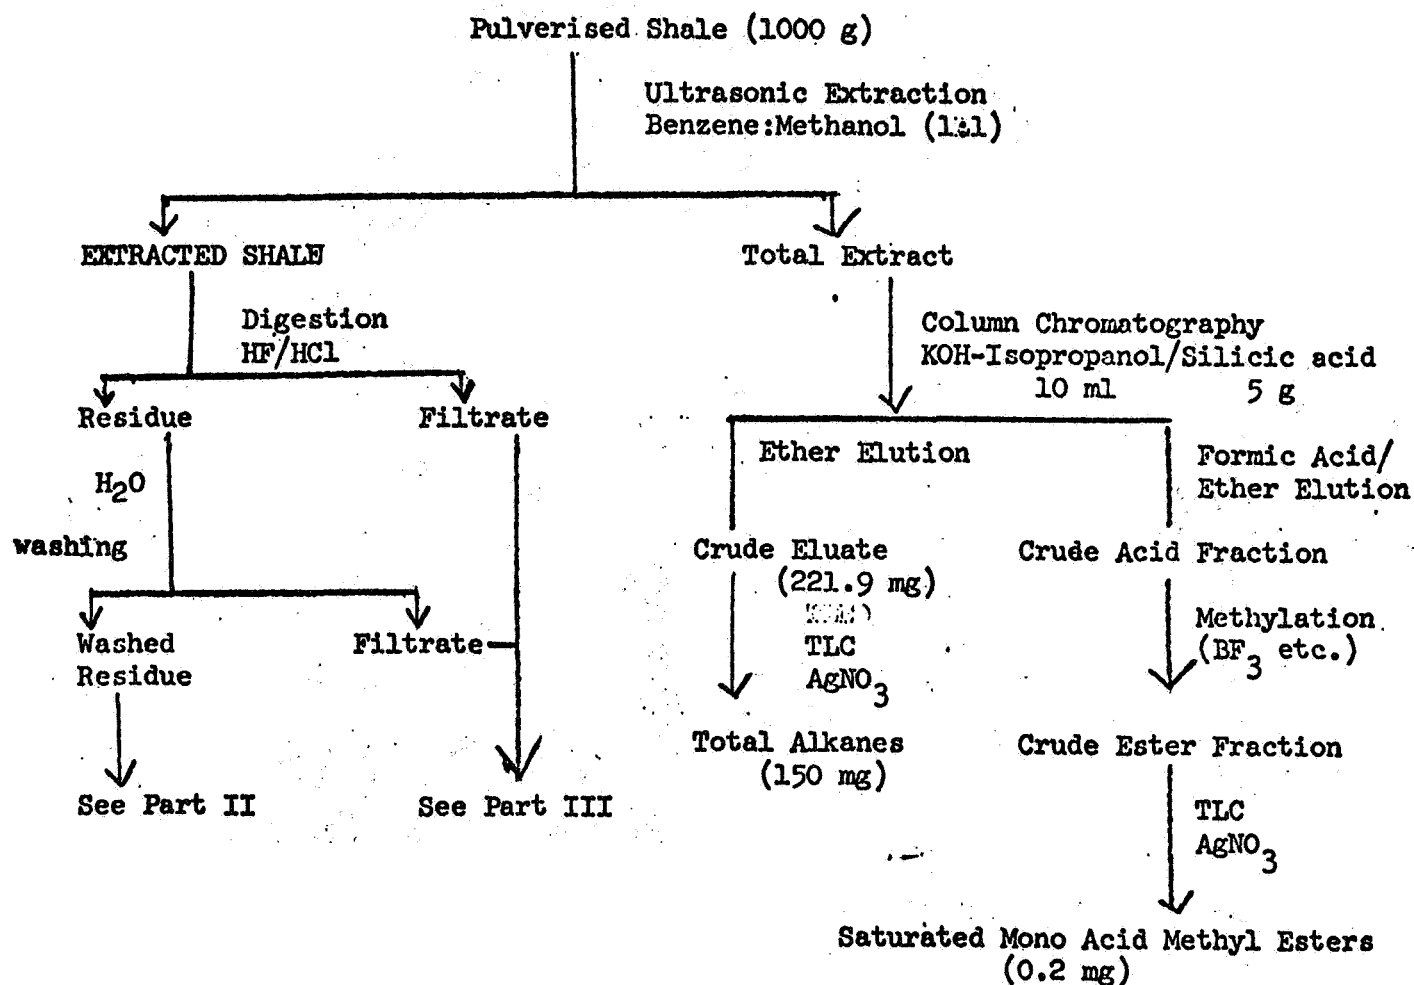 Pulverised Shale (1000 g)
Ultrasonic Extraction
Benzene:Methanol (1:1)
EXTRACTED SHALE
Total Extract
Digestion
HF/HCl
Column Chromatography
KOH-Isopropanol/Silicic acid
10 ml 5 g
Residue
Filtrate
Ether Elution
Formic Acid/
Ether Elution
H2O
washing
Crude Eluate
(221.9 mg)
TLC
AgNO3
Crude Acid Fraction
Methylation
(BF3 etc.)
Washed
Residue
Filtrate
Total Alkanes
(150 mg)
Crude Ester Fraction
See Part II
See Part III
TLC
AgNO3
Saturated Mono Acid Methyl Esters
(0.2 mg)